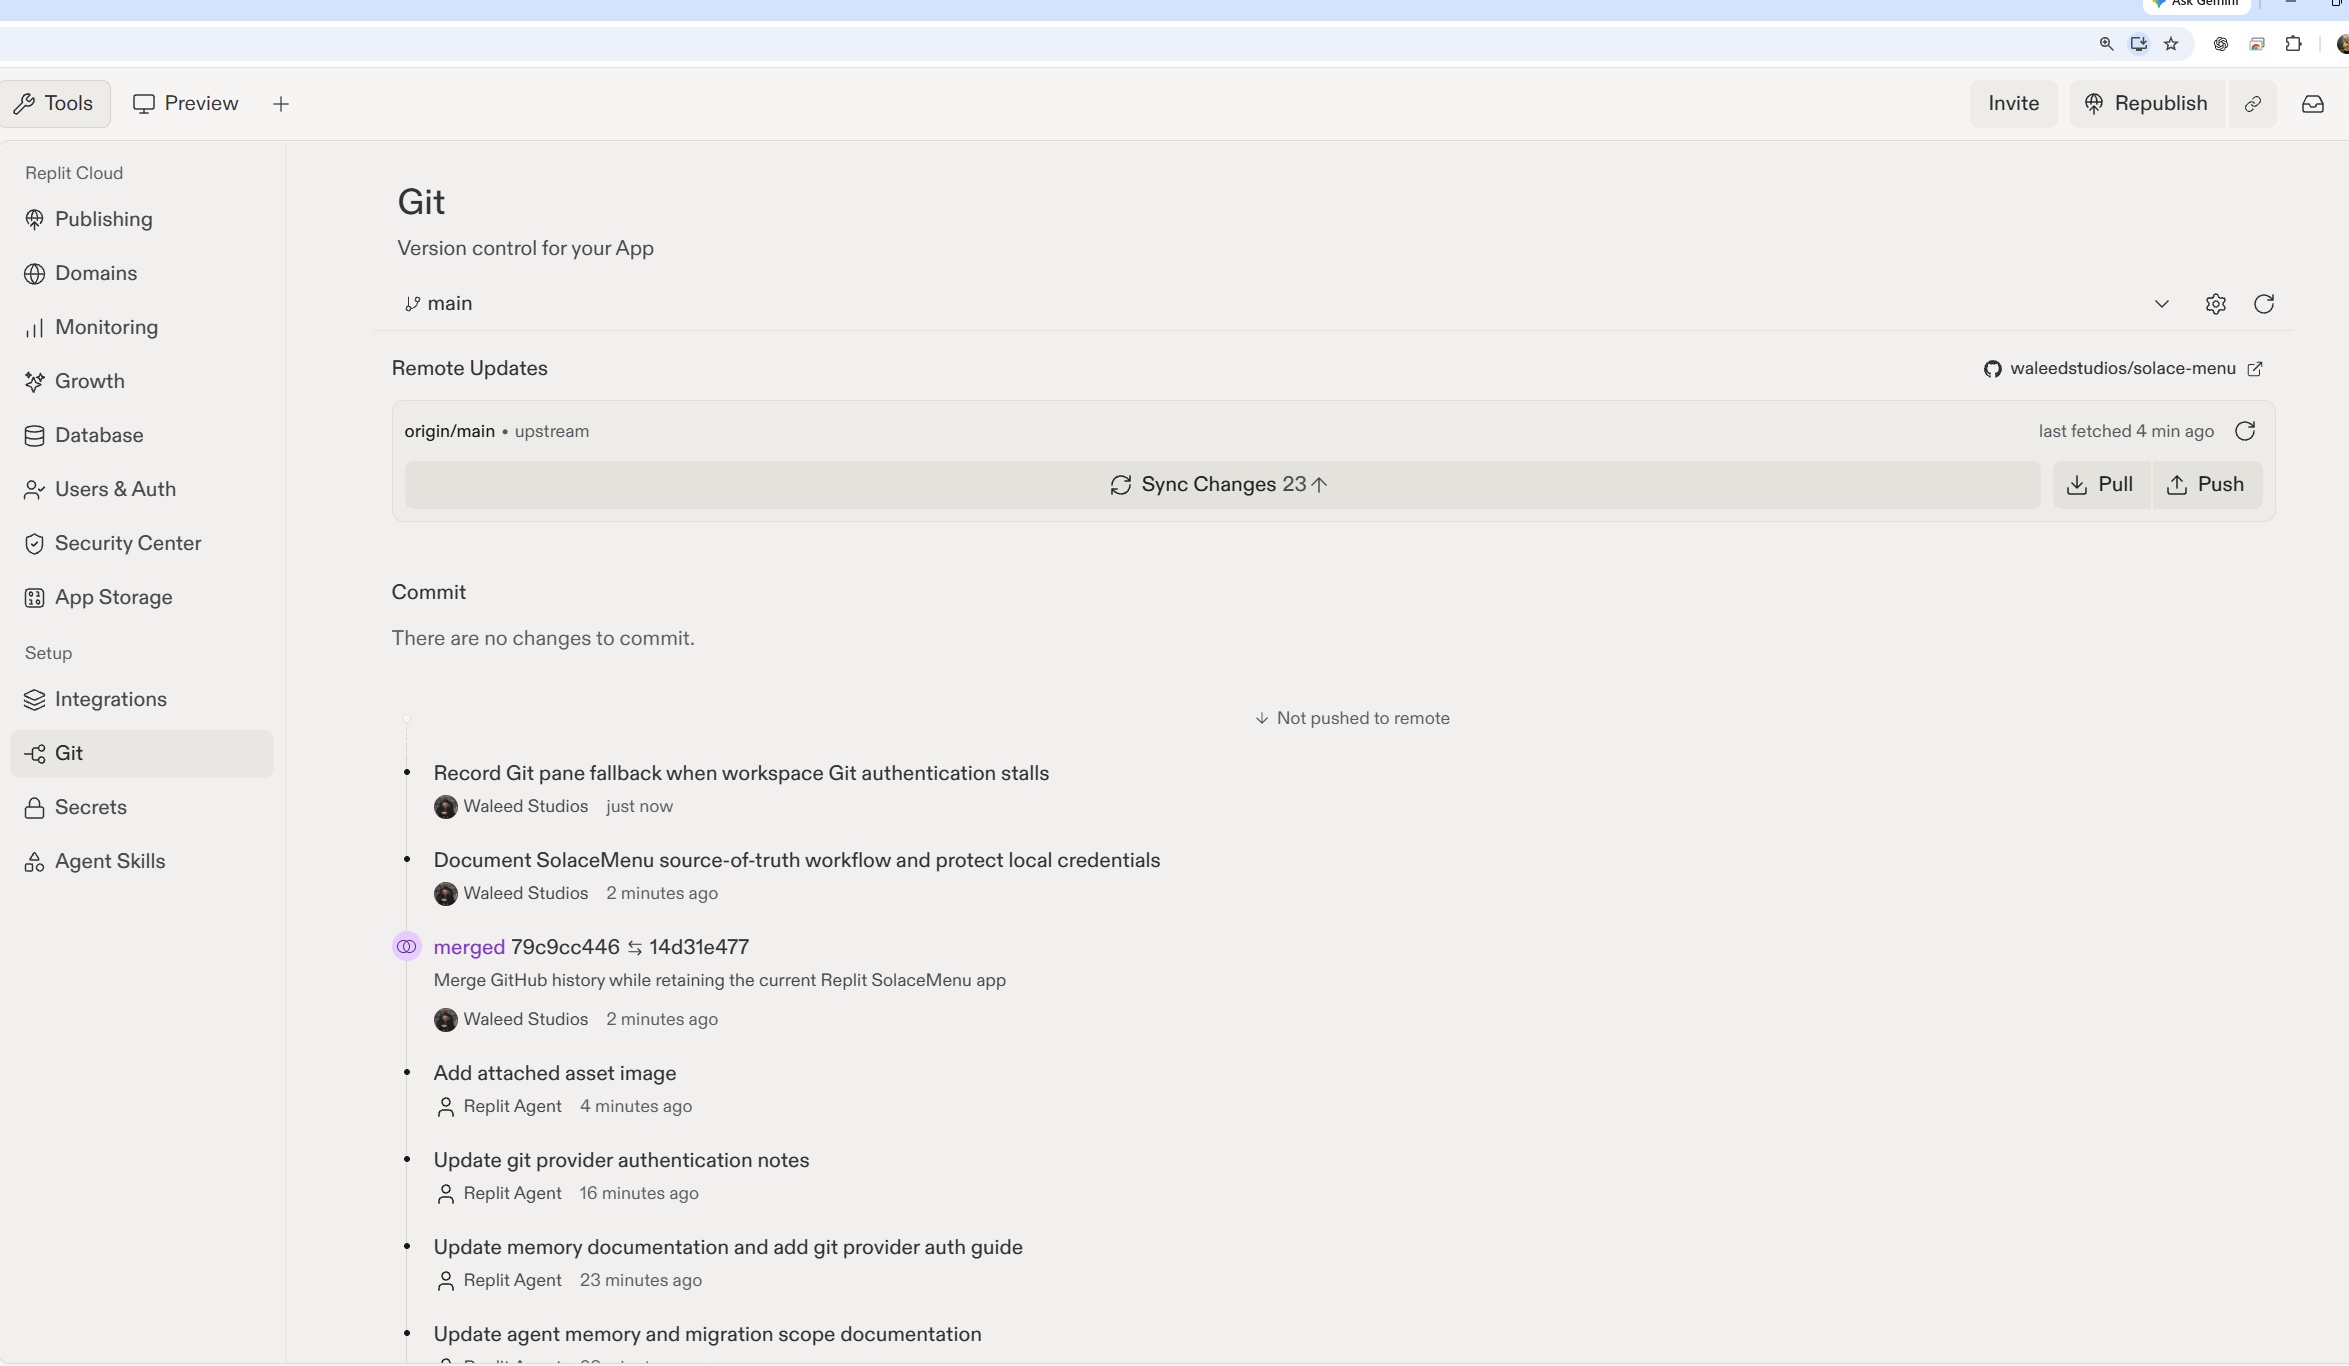 Ask Gemini
Tools
Preview
Invite
Republish
Replit Cloud
Publishing
Domains
Monitoring
Growth
Database
Users & Auth
Security Center
App Storage
Setup
Integrations
Git
Secrets
Agent Skills
Git
Version control for your App
main
Remote Updates
waleedstudios/solace-menu
origin/main • upstream
last fetched 4 min ago
Sync Changes 23↑
Pull
Push
Commit
There are no changes to commit.
↓ Not pushed to remote
Record Git pane fallback when workspace Git authentication stalls
Waleed Studios just now
Document SolaceMenu source-of-truth workflow and protect local credentials
Waleed Studios 2 minutes ago
merged 79c9cc446 ⇆ 14d31e477
Merge GitHub history while retaining the current Replit SolaceMenu app
Waleed Studios 2 minutes ago
Add attached asset image
Replit Agent 4 minutes ago
Update git provider authentication notes
Replit Agent 16 minutes ago
Update memory documentation and add git provider auth guide
Replit Agent 23 minutes ago
Update agent memory and migration scope documentation